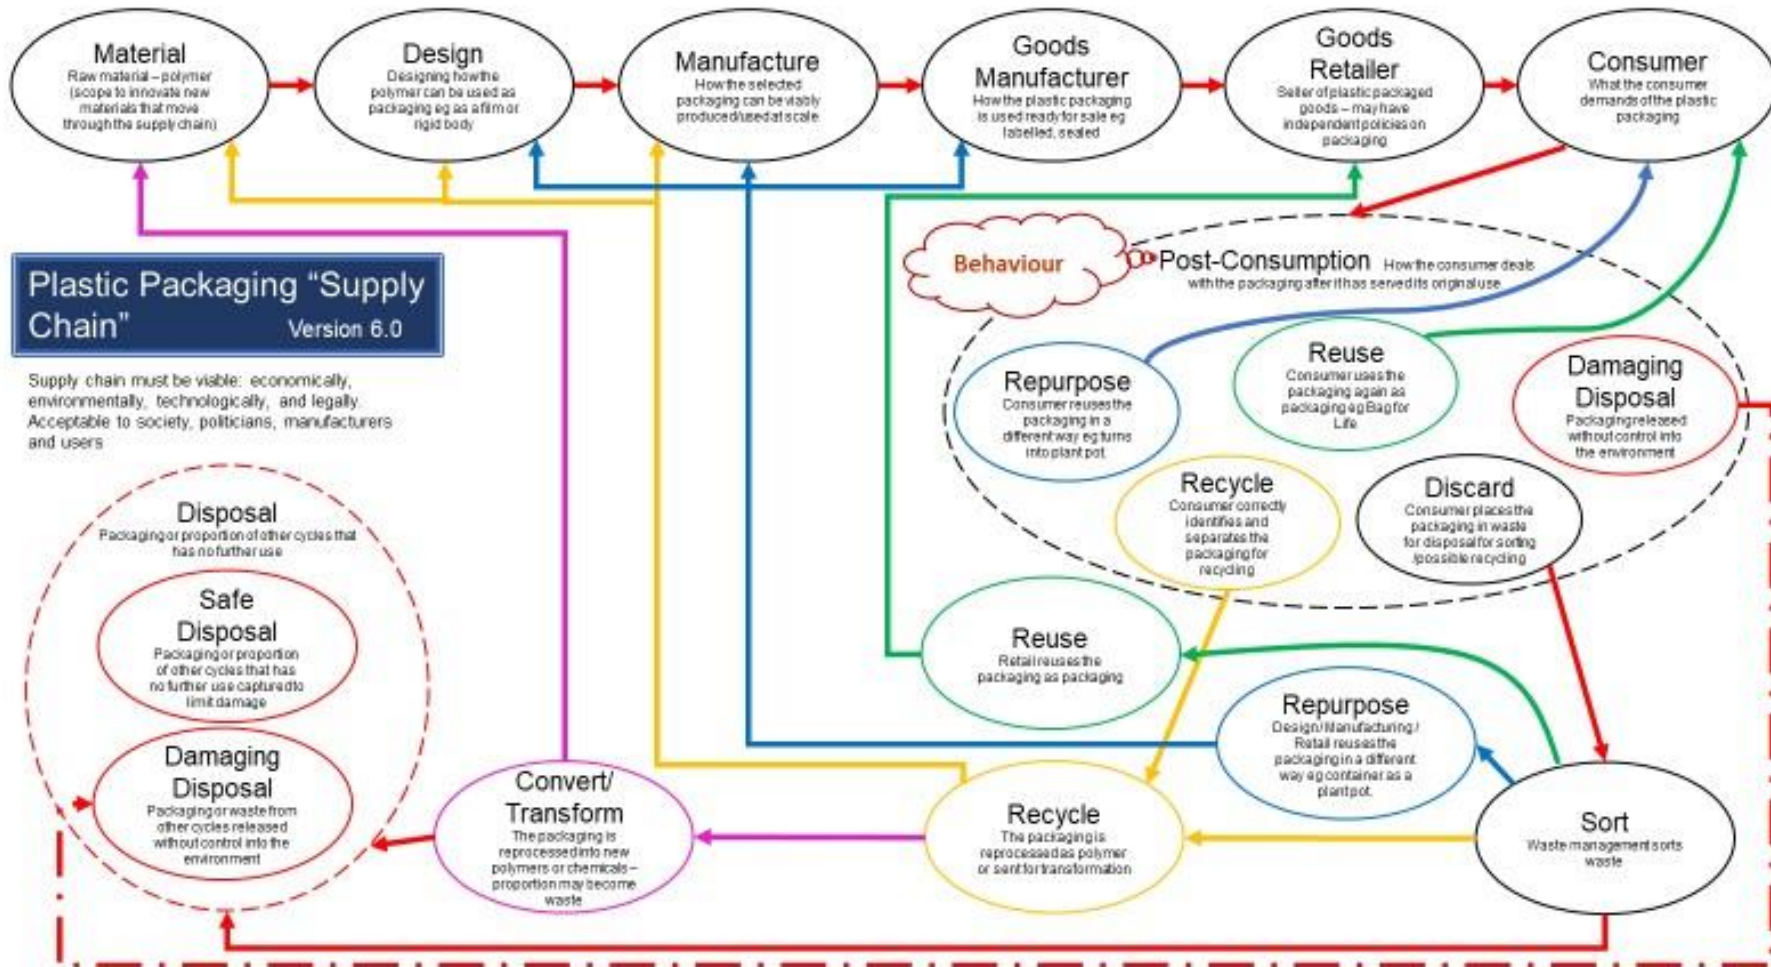 Material
Raw material – polymer
(scope to innovate new
materials that move
through the supply chain)
Design
Designing how the
polymer can be used as
packaging eg as a film or
rigid body
Manufacture
How the selected
packaging can be viably
produced/used at scale
Goods
Manufacturer
How the plastic packaging
is used ready for sale eg
labelled, sealed
Goods
Retailer
Seller of plastic packaged
goods – may have
independent policies on
packaging
Consumer
What the consumer
demands of the plastic
packaging
Behaviour
Post-Consumption How the consumer deals
with the packaging after it has served its original use
Plastic Packaging “Supply
Chain” Version 6.0
Supply chain must be viable: economically,
environmentally, technologically, and legally.
Acceptable to society, politicians, manufacturers
and users
Repurpose
Consumer reuses the
packaging in a
different way eg turns
into plant pot.
Reuse
Consumer uses the
packaging again as
packaging eg Bag for
Life
Damaging
Disposal
Packaging released
without control into
the environment
Recycle
Consumer correctly
identifies and
separates the
packaging for
recycling
Discard
Consumer places the
packaging in waste
for disposal for sorting
/possible recycling
Disposal
Packaging or proportion of other cycles that
has no further use
Safe
Disposal
Packaging or proportion
of other cycles that has
no further use captured to
limit damage
Damaging
Disposal
Packaging or waste from
other cycles released
without control into the
environment
Reuse
Retail reuses the
packaging as packaging
Repurpose
Design/Manufacturing/
Retail reuses the
packaging in a different
way eg container as a
plant pot.
Convert/
Transform
The packaging is
reprocessed into new
polymers or chemicals –
proportion may become
waste
Recycle
The packaging is
reprocessed as polymer
or sent for transformation
Sort
Waste management sorts
waste